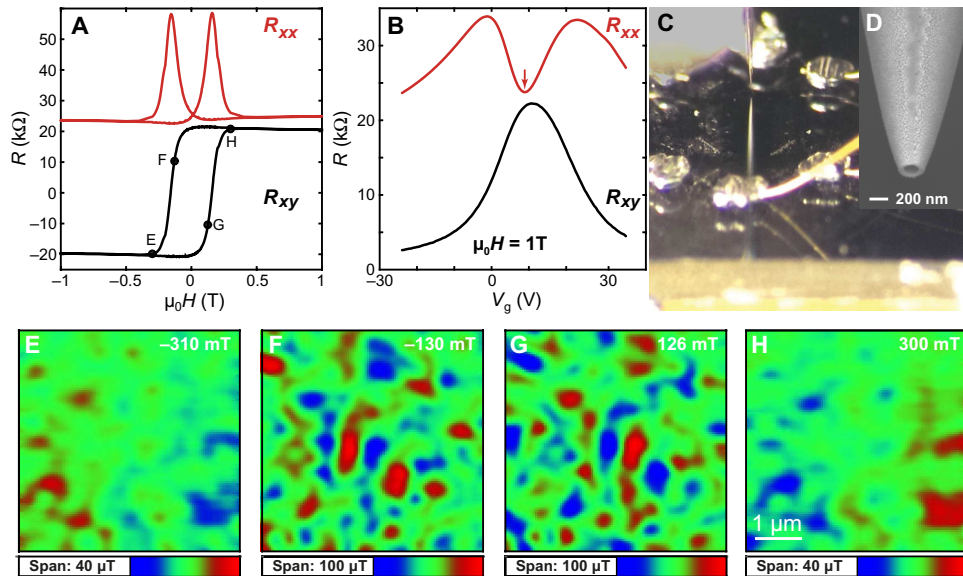 A
R_xx
R_xy
R (kΩ)
50
40
30
20
10
0
−10
−20
E
F
G
H
−1
−0.5
0
0.5
1
μ₀H (T)
B
R_xx
R_xy
R (kΩ)
30
20
10
0
μ₀H = 1T
−30
0
30
V_g (V)
C
D
200 nm
E
−310 mT
F
−130 mT
G
126 mT
H
300 mT
1 μm
Span: 40 μT
Span: 100 μT
Span: 100 μT
Span: 40 μT